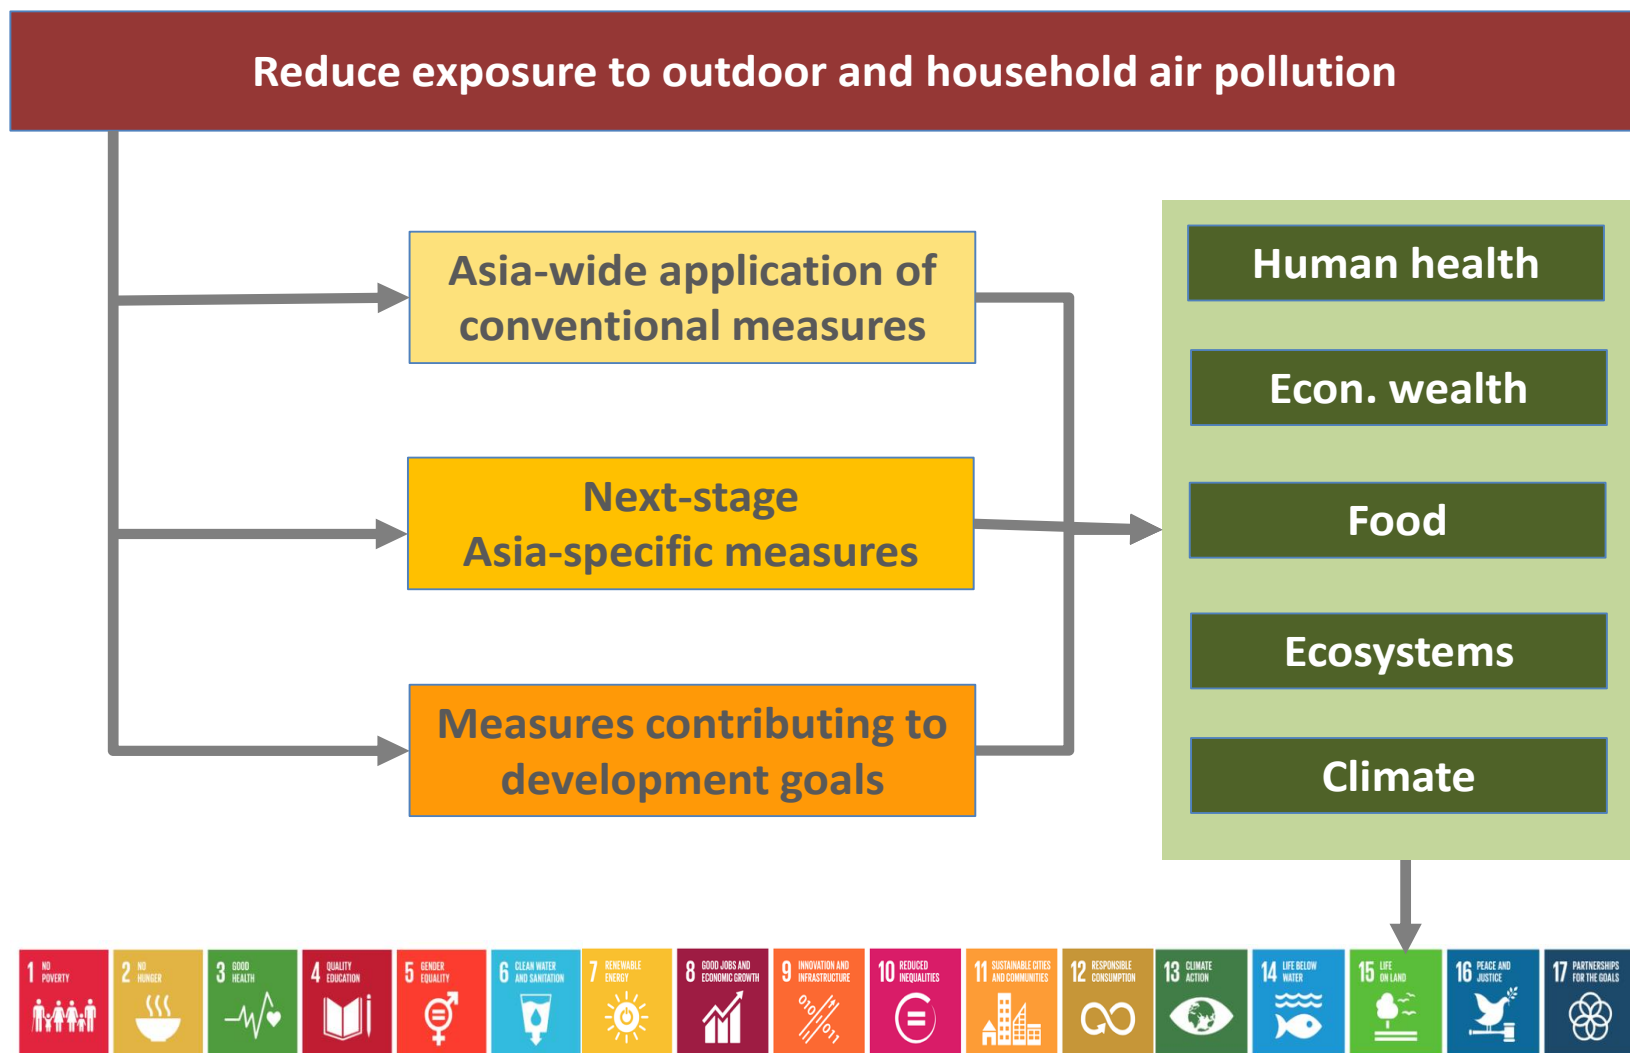 Reduce exposure to outdoor and household air pollution
Asia-wide application of
conventional measures
Next-stage
Asia-specific measures
Measures contributing to
development goals
Human health
Econ. wealth
Food
Ecosystems
Climate
1 NO
POVERTY
2 NO
HUNGER
3 GOOD
HEALTH
4 QUALITY
EDUCATION
5 GENDER
EQUALITY
6 CLEAN WATER
AND SANITATION
7 RENEWABLE
ENERGY
8 GOOD JOBS AND
ECONOMIC GROWTH
9 INNOVATION AND
INFRASTRUCTURE
010
011
10 REDUCED
INEQUALITIES
11 SUSTAINABLE CITIES
AND COMMUNITIES
12 RESPONSIBLE
CONSUMPTION
13 CLIMATE
ACTION
14 LIFE BELOW
WATER
15 LIFE
ON LAND
16 PEACE AND
JUSTICE
17 PARTNERSHIPS
FOR THE GOALS